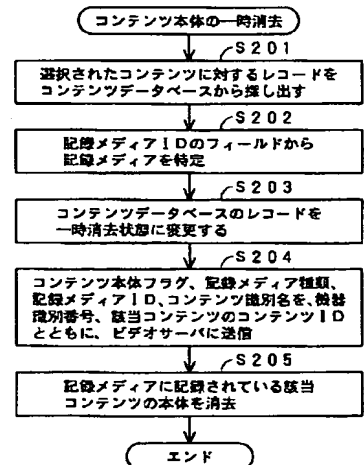 コンテンツ本体の一時消去
S201
選択されたコンテンツに対するレコードを
コンテンツデータベースから探し出す
S202
記録メディアIDのフィールドから
記録メディアを特定
S203
コンテンツデータベースのレコードを
一時消去状態に変更する
S204
コンテンツ本体フラグ、記録メディア種類、
記録メディアID、コンテンツ識別名を、機器
識別番号、該当コンテンツのコンテンツID
とともに、ビデオサーバに送信
S205
記録メディアに記録されている該当
コンテンツの本体を消去
エンド